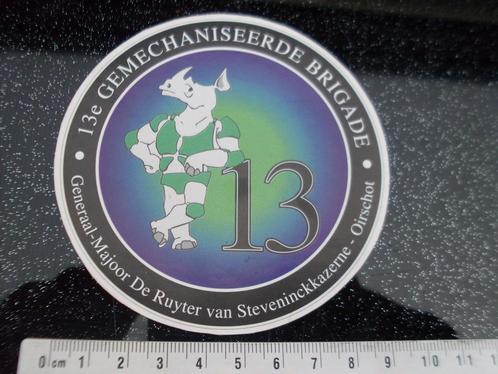 13e GEMECHANISEERDE BRIGADE
13
Generaal-Majoor De Ruyter van Steveninckkazerne - Oirschot
0 cm 1 2 3 4 5 6 7 8 9 10 11 12